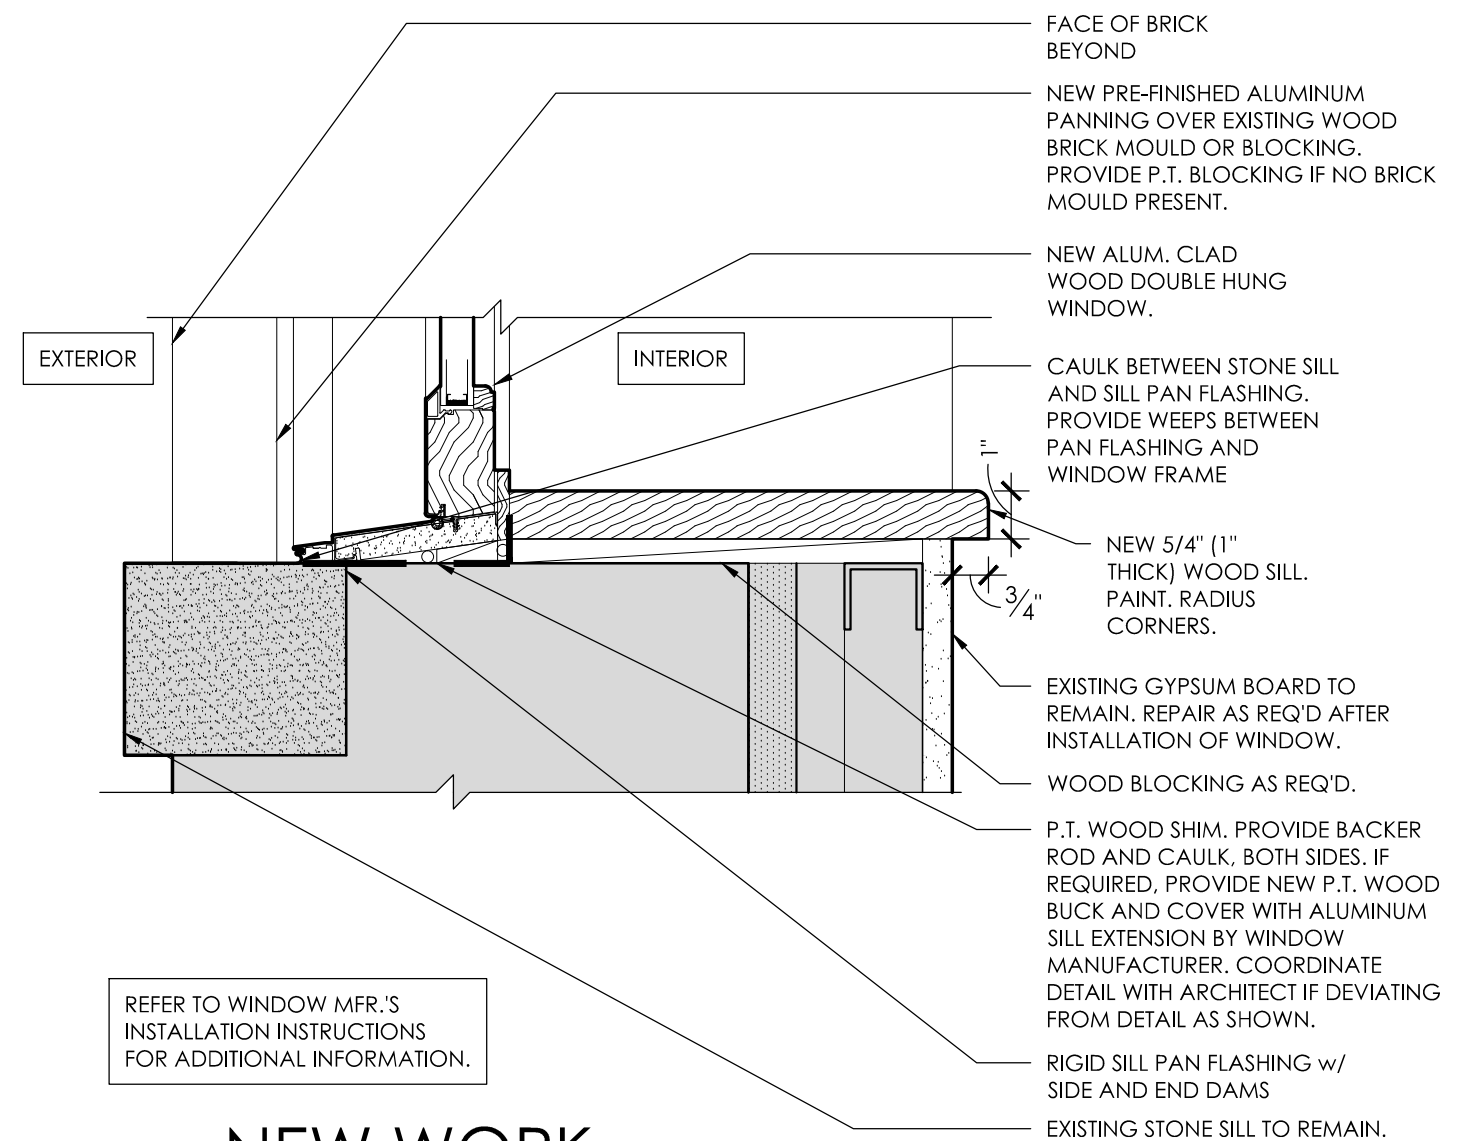 FACE OF BRICK
BEYOND
NEW PRE-FINISHED ALUMINUM
PANNING OVER EXISTING WOOD
BRICK MOULD OR BLOCKING.
PROVIDE P.T. BLOCKING IF NO BRICK
MOULD PRESENT.
NEW ALUM. CLAD
WOOD DOUBLE HUNG
WINDOW.
EXTERIOR
INTERIOR
CAULK BETWEEN STONE SILL
AND SILL PAN FLASHING.
PROVIDE WEEPS BETWEEN
PAN FLASHING AND
WINDOW FRAME
1"
NEW 5/4" (1"
THICK) WOOD SILL.
PAINT. RADIUS
CORNERS.
3/4"
EXISTING GYPSUM BOARD TO
REMAIN. REPAIR AS REQ'D AFTER
INSTALLATION OF WINDOW.
WOOD BLOCKING AS REQ'D.
P.T. WOOD SHIM. PROVIDE BACKER
ROD AND CAULK, BOTH SIDES. IF
REQUIRED, PROVIDE NEW P.T. WOOD
BUCK AND COVER WITH ALUMINUM
SILL EXTENSION BY WINDOW
MANUFACTURER. COORDINATE
DETAIL WITH ARCHITECT IF DEVIATING
FROM DETAIL AS SHOWN.
REFER TO WINDOW MFR.'S
INSTALLATION INSTRUCTIONS
FOR ADDITIONAL INFORMATION.
RIGID SILL PAN FLASHING w/
SIDE AND END DAMS
EXISTING STONE SILL TO REMAIN.
NEW WORK